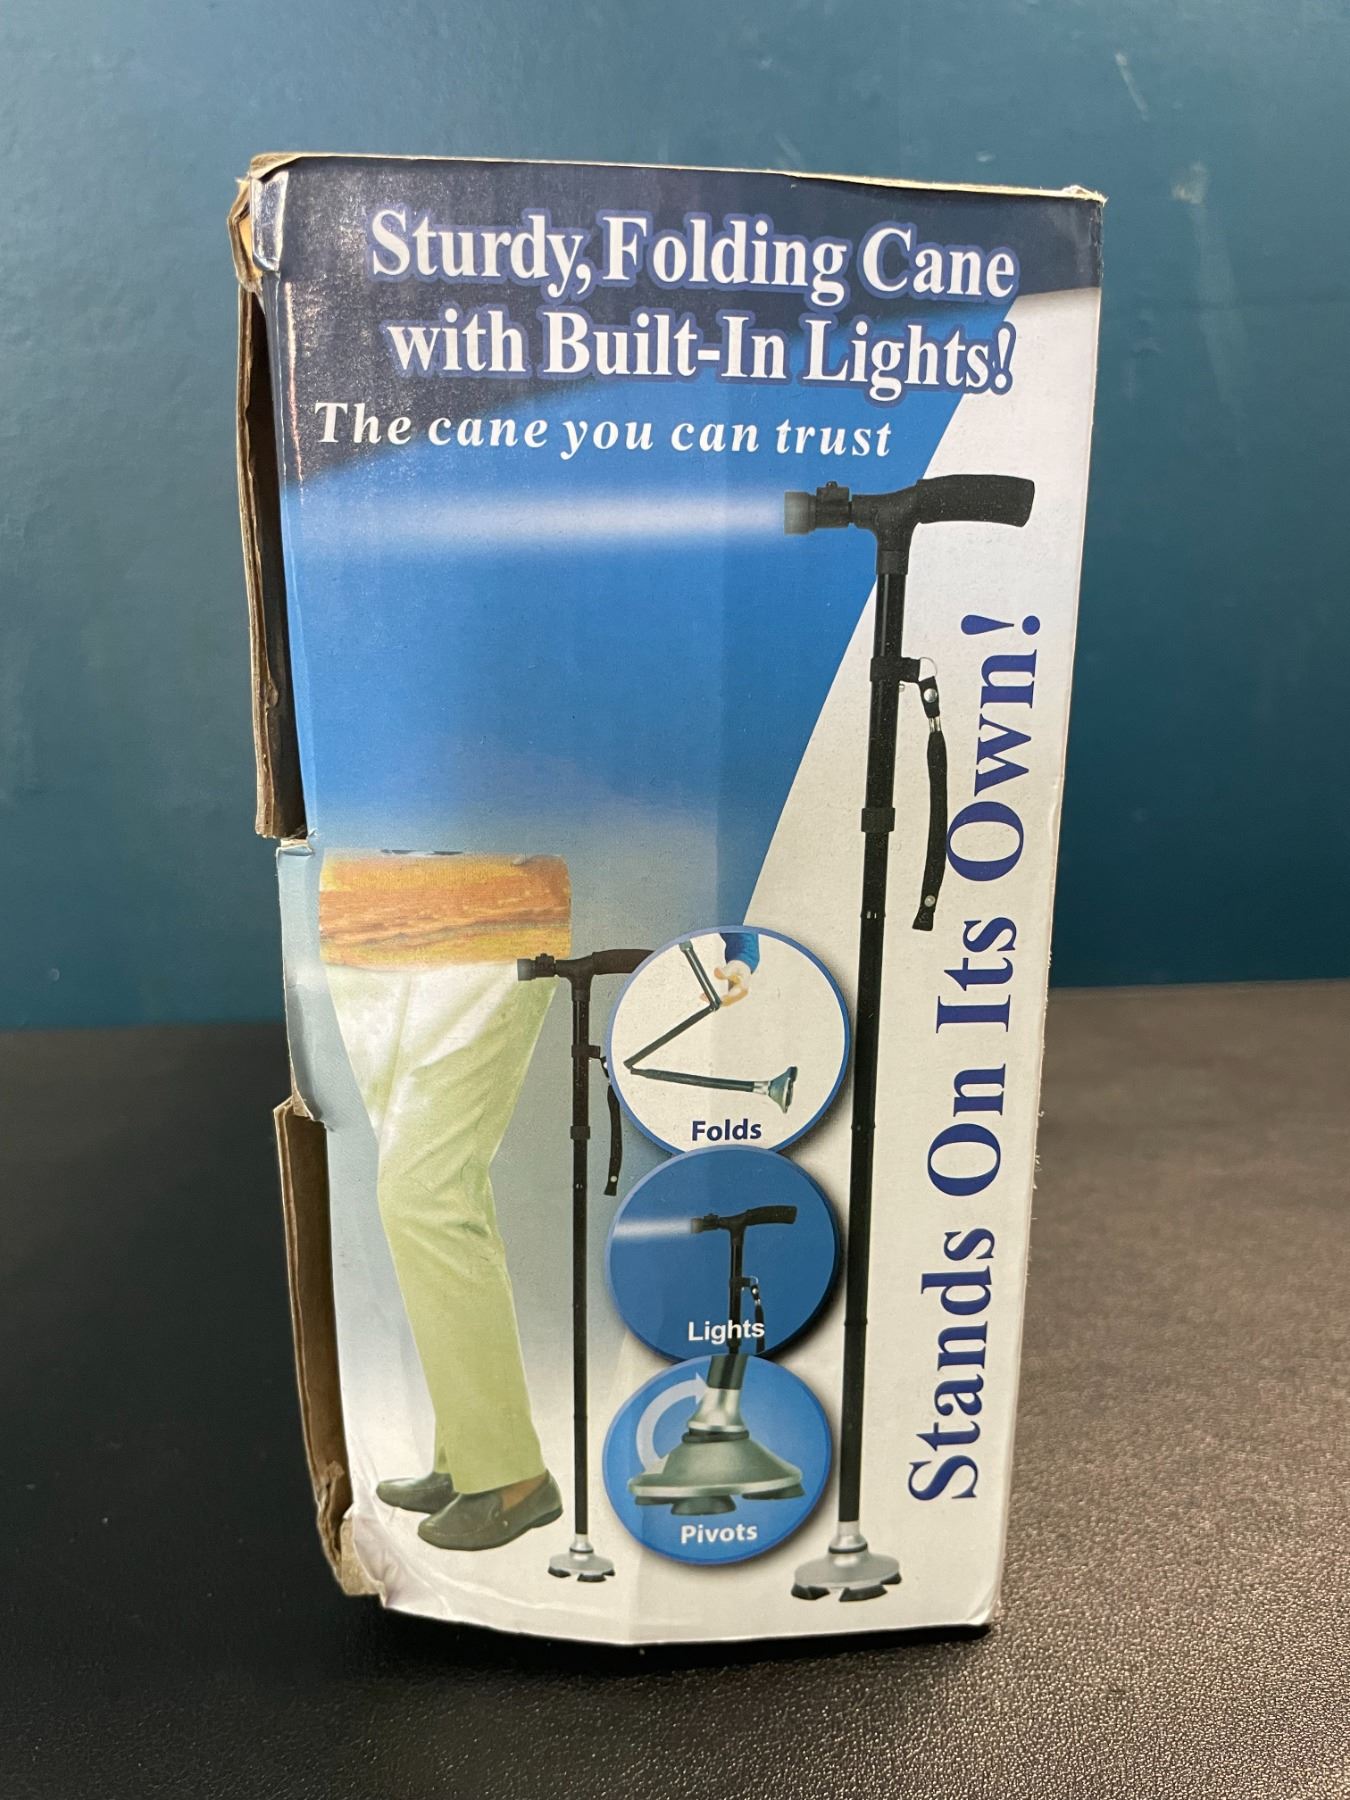 Sturdy, Folding Cane
with Built-In Lights!
The cane you can trust
Stands On Its Own!
Folds
Lights
Pivots